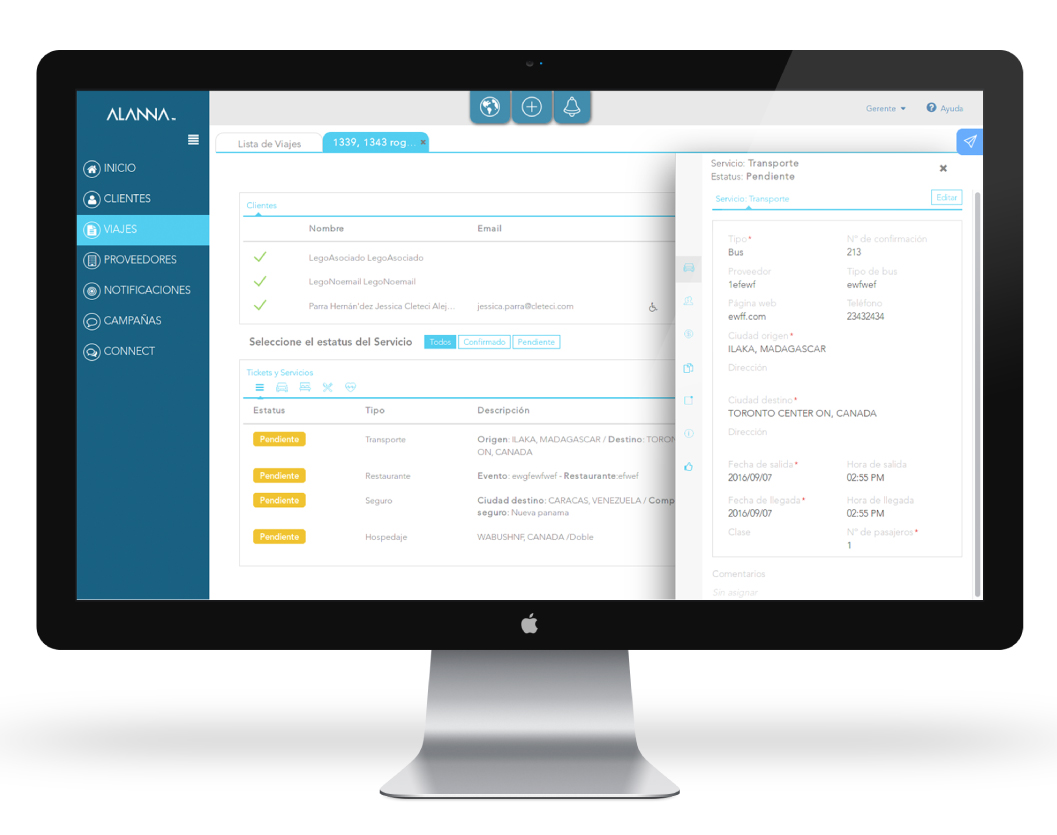 ALANNA
Gerente
Ayuda
Lista de Viajes
1339, 1343 rog... ×
INICIO
CLIENTES
VIAJES
PROVEEDORES
NOTIFICACIONES
CAMPAÑAS
CONNECT
Clientes
Nombre Email
LegoAsociado LegoAsociado
LegoNoemail LegoNoemail
Parra Hernán'dez Jessica Cleteci Alej... jessica.parra@cleteci.com
Seleccione el estatus del Servicio Todos Confirmado Pendiente
Tickets y Servicios
Estatus Tipo Descripción
Pendiente Transporte Origen: ILAKA, MADAGASCAR / Destino: TORON
ON, CANADA
Pendiente Restaurante Evento: ewgfewfwef - Restaurante:efwef
Pendiente Seguro Ciudad destino: CARACAS, VENEZUELA / Comp
seguro: Nueva panama
Pendiente Hospedaje WABUSHNF, CANADA /Doble
Servicio: Transporte
Estatus: Pendiente
Servicio: Transporte Editar
Tipo* N° de confirmación
Bus 213
Proveedor Tipo de bus
1efewf ewfwef
Página web Teléfono
ewff.com 23432434
Ciudad origen*
ILAKA, MADAGASCAR
Dirección
Ciudad destino*
TORONTO CENTER ON, CANADA
Dirección
Fecha de salida* Hora de salida
2016/09/07 02:55 PM
Fecha de llegada* Hora de llegada
2016/09/07 02:55 PM
Clase N° de pasajeros*
1
Comentarios
Sin asignar